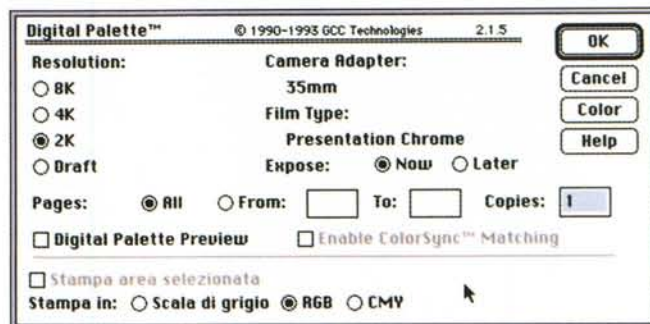 Digital Palette™ © 1990-1993 GCC Technologies 2.1.5
OK
Resolution: Camera Adapter:
Cancel
8K 35mm
Color
4K Film Type:
2K Presentation Chrome
Help
Draft Expose: Now Later
Pages: All From: To: Copies: 1
Digital Palette Preview Enable ColorSync™ Matching
Stampa area selezionata
Stampa in: Scala di grigio RGB CMY